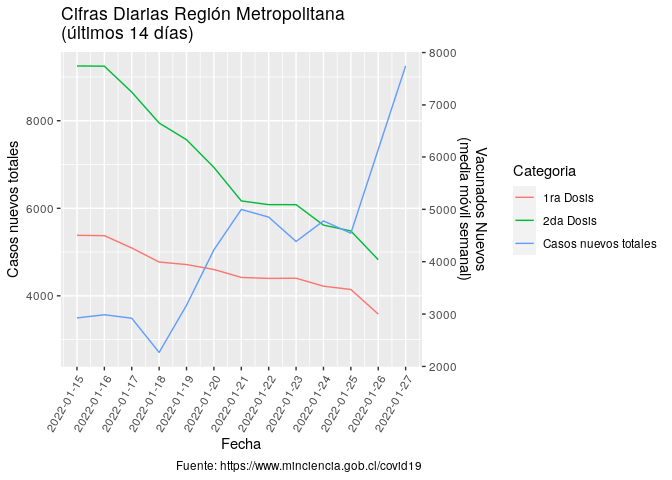 Cifras Diarias Región Metropolitana
(últimos 14 días)
Casos nuevos totales
8000
6000
4000
8000
7000
6000
5000
4000
3000
2000
Vacunados Nuevos
(media móvil semanal)
2022-01-15
2022-01-16
2022-01-17
2022-01-18
2022-01-19
2022-01-20
2022-01-21
2022-01-22
2022-01-23
2022-01-24
2022-01-25
2022-01-26
2022-01-27
Fecha
Categoria
1ra Dosis
2da Dosis
Casos nuevos totales
Fuente: https://www.minciencia.gob.cl/covid19